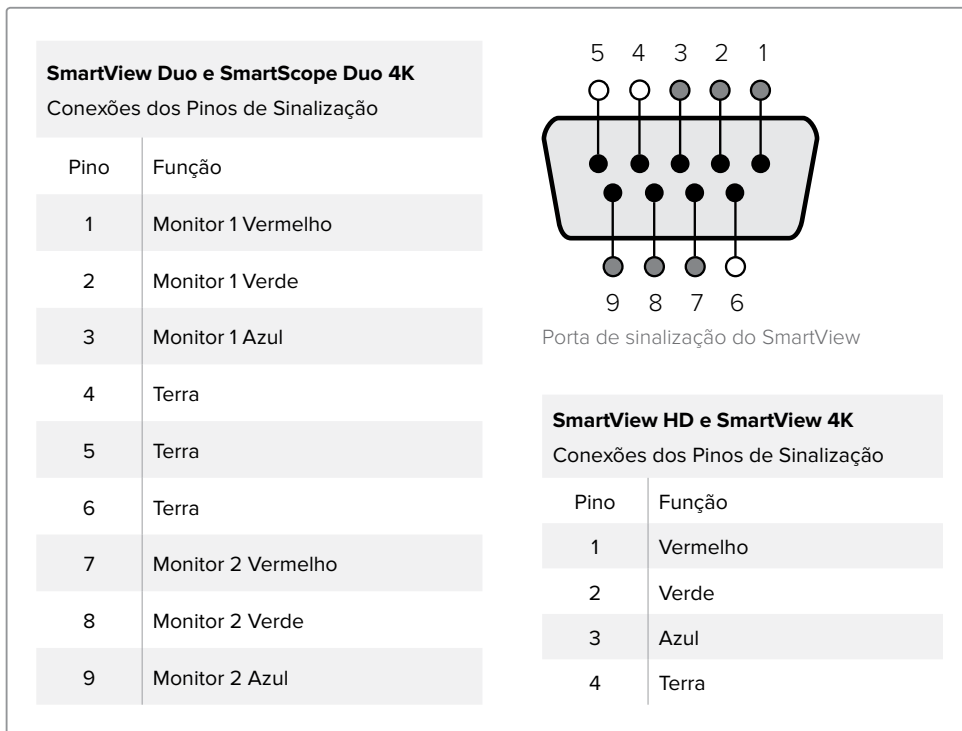 SmartView Duo e SmartScope Duo 4K
Conexões dos Pinos de Sinalização
Pino Função
1 Monitor 1 Vermelho
2 Monitor 1 Verde
3 Monitor 1 Azul
4 Terra
5 Terra
6 Terra
7 Monitor 2 Vermelho
8 Monitor 2 Verde
9 Monitor 2 Azul
5 4 3 2 1
9 8 7 6
Porta de sinalização do SmartView
SmartView HD e SmartView 4K
Conexões dos Pinos de Sinalização
Pino Função
1 Vermelho
2 Verde
3 Azul
4 Terra